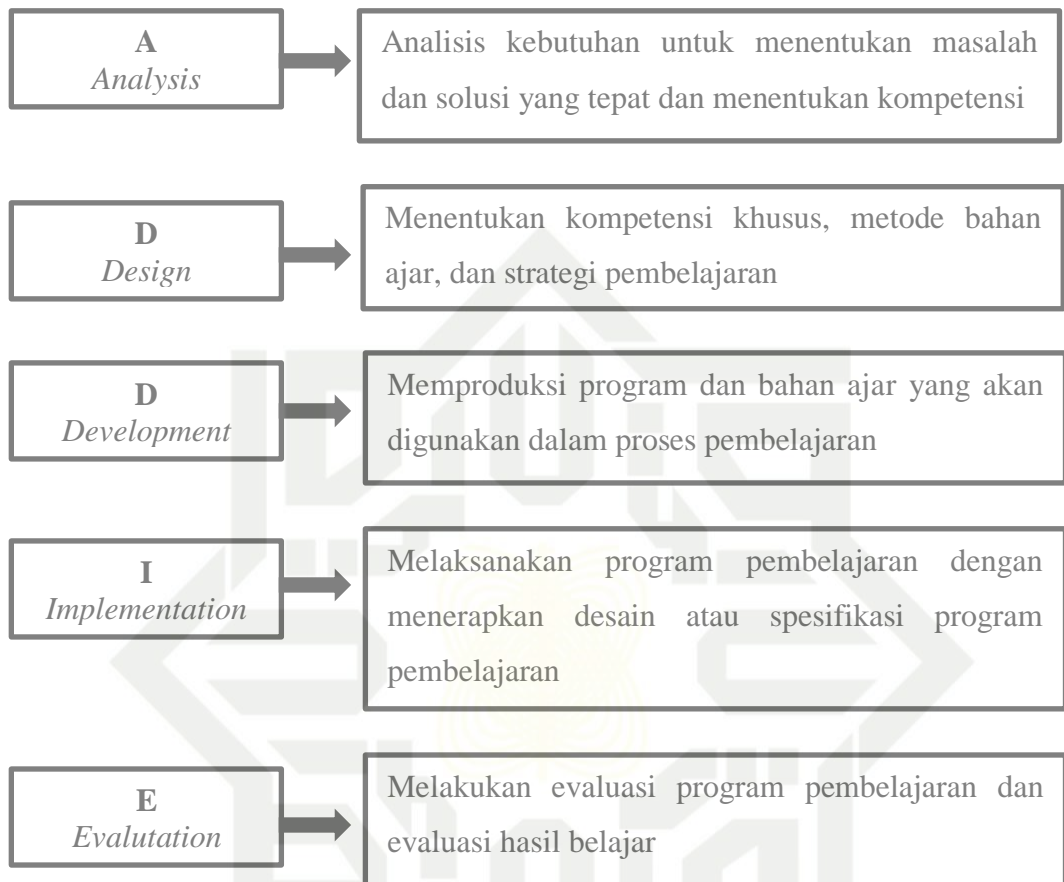 A
Analysis
Analisis kebutuhan untuk menentukan masalah
dan solusi yang tepat dan menentukan kompetensi
D
Design
Menentukan kompetensi khusus, metode bahan
ajar, dan strategi pembelajaran
D
Development
Memproduksi program dan bahan ajar yang akan
digunakan dalam proses pembelajaran
I
Implementation
Melaksanakan program pembelajaran dengan
menerapkan desain atau spesifikasi program
pembelajaran
E
Evalutation
Melakukan evaluasi program pembelajaran dan
evaluasi hasil belajar